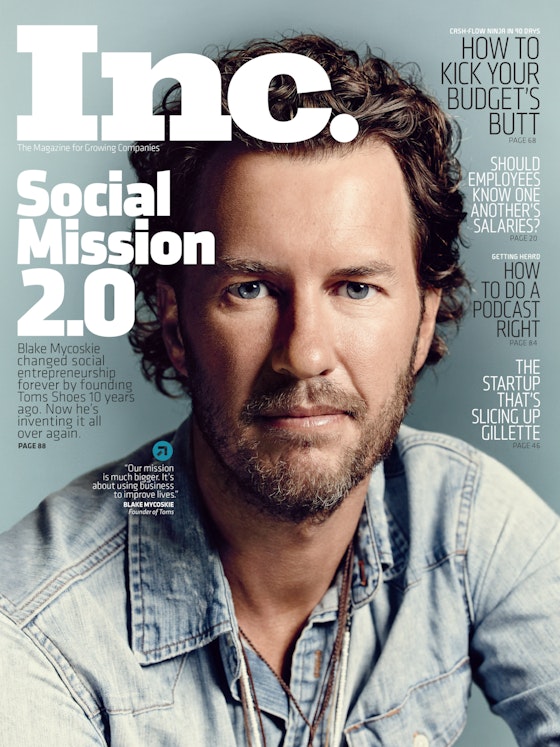 Inc.
The Magazine for Growing Companies
Social
Mission
2.0
Blake Mycoskie
changed social
entrepreneurship
forever by founding
Toms Shoes 10 years
ago. Now he's
inventing it all
over again.
PAGE 88
"Our mission
is much bigger. It's
about using business
to improve lives."
BLAKE MYCOSKIE
Founder of Toms
CASH-FLOW NINJA IN 90 DAYS
HOW TO
KICK YOUR
BUDGET'S
BUTT
PAGE 68
SHOULD
EMPLOYEES
KNOW ONE
ANOTHER'S
SALARIES?
PAGE 20
GETTING HEARD
HOW
TO DO A
PODCAST
RIGHT
PAGE 84
THE
STARTUP
THAT'S
SLICING UP
GILLETTE
PAGE 46